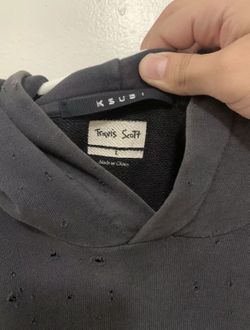 KSUBI
Travis Scott
L
Made in China